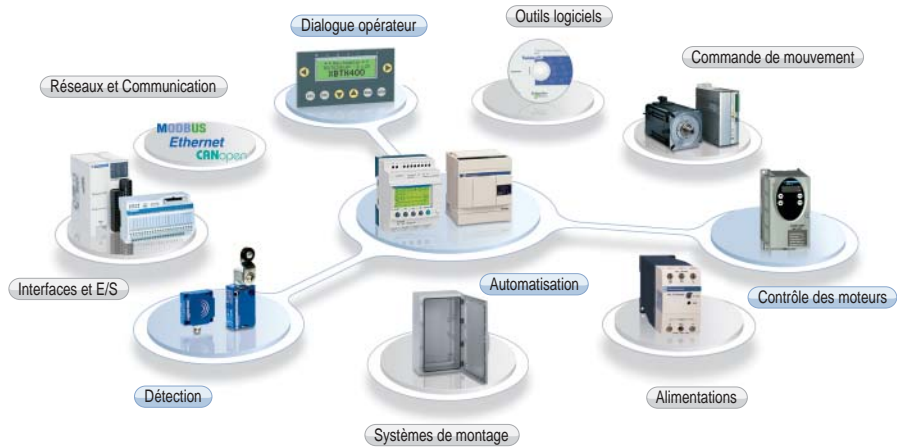 Dialogue opérateur
Outils logiciels
Commande de mouvement
Réseaux et Communication
XBTH400
MODBUS
Ethernet
CANopen
Interfaces et E/S
Automatisation
Contrôle des moteurs
Détection
Alimentations
Systèmes de montage